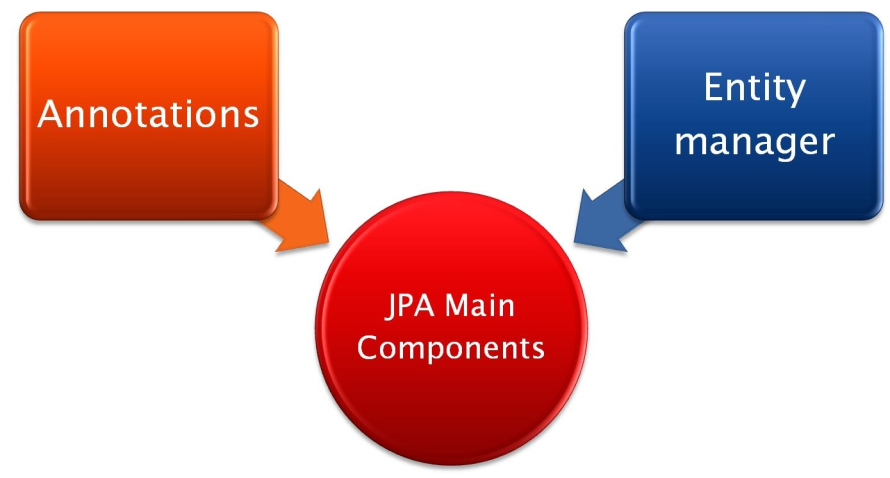 Annotations
Entity
manager
JPA Main
Components